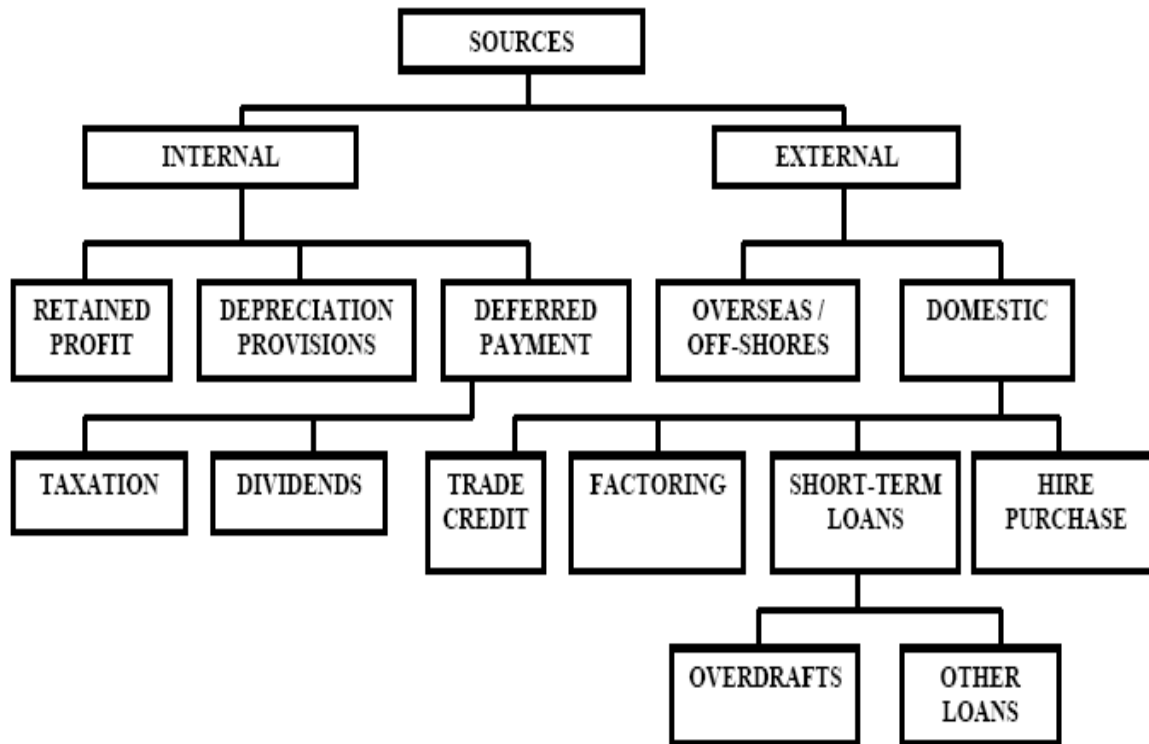 SOURCES
INTERNAL
EXTERNAL
RETAINED
PROFIT
DEPRECIATION
PROVISIONS
DEFERRED
PAYMENT
OVERSEAS /
OFF-SHORES
DOMESTIC
TAXATION
DIVIDENDS
TRADE
CREDIT
FACTORING
SHORT-TERM
LOANS
HIRE
PURCHASE
OVERDRAFTS
OTHER
LOANS